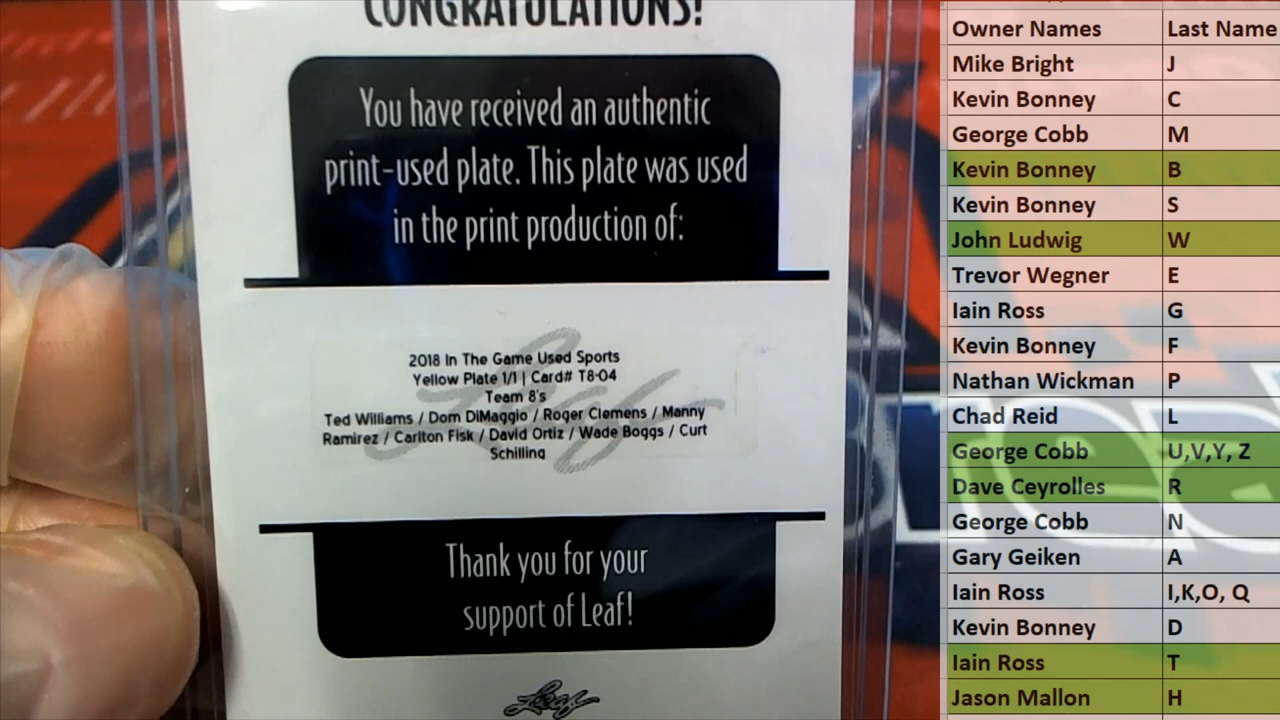 CONGRATULATIONS!
You have received an authentic
print-used plate. This plate was used
in the print production of:
2018 In The Game Used Sports
Yellow Plate 1/1 | Card# T8-04
Team 8's
Ted Williams / Dom DiMaggio / Roger Clemens / Manny
Ramirez / Carlton Fisk / David Ortiz / Wade Boggs / Curt
Schilling
Thank you for your
support of Leaf!
Leaf
Owner Names Last Name
Mike Bright J
Kevin Bonney C
George Cobb M
Kevin Bonney B
Kevin Bonney S
John Ludwig W
Trevor Wegner E
Iain Ross G
Kevin Bonney F
Nathan Wickman P
Chad Reid L
George Cobb U,V,Y, Z
Dave Ceyrolles R
George Cobb N
Gary Geiken A
Iain Ross I,K,O, Q
Kevin Bonney D
Iain Ross T
Jason Mallon H